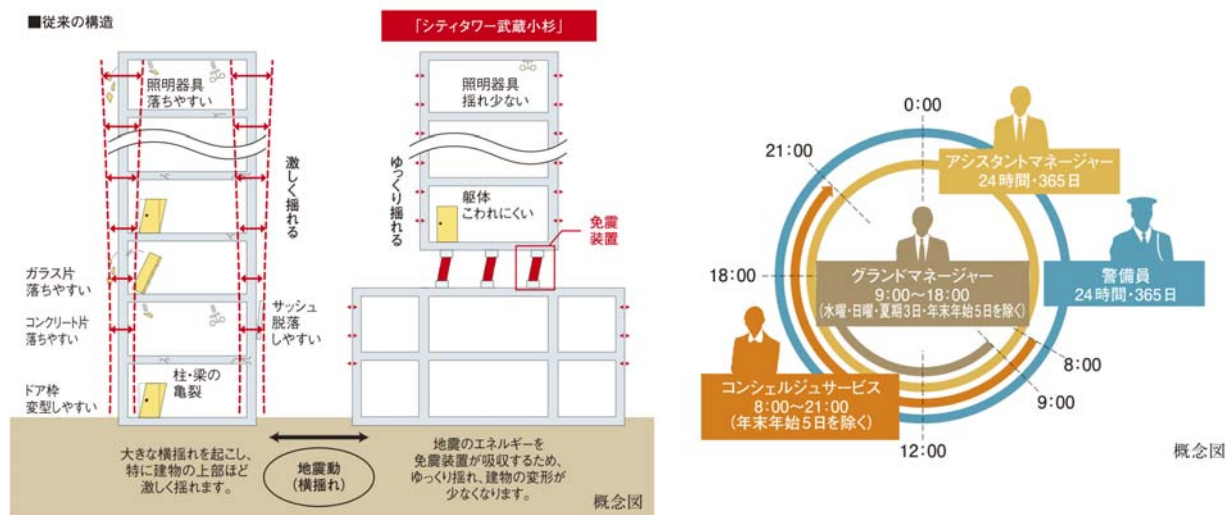 ■従来の構造
照明器具
落ちやすい
激しく揺れる
ガラス片
落ちやすい
コンクリート片
落ちやすい
サッシュ
脱落
しやすい
ドア枠
変型しやすい
柱・梁の
亀裂
大きな横揺れを起こし、
特に建物の上部ほど
激しく揺れます。
地震動
(横揺れ)
「シティタワー武蔵小杉」
照明器具
揺れ少ない
ゆっくり揺れる
躯体
こわれにくい
免震
装置
地震のエネルギーを
免震装置が吸収するため、
ゆっくり揺れ、建物の変形が
少なくなります。
概念図
0:00
21:00
アシスタントマネージャー
24時間・365日
18:00
グランドマネージャー
9:00〜18:00
(水曜・日曜・夏期3日・年末年始5日を除く)
警備員
24時間・365日
8:00
9:00
コンシェルジュサービス
8:00〜21:00
(年末年始5日を除く)
12:00
概念図